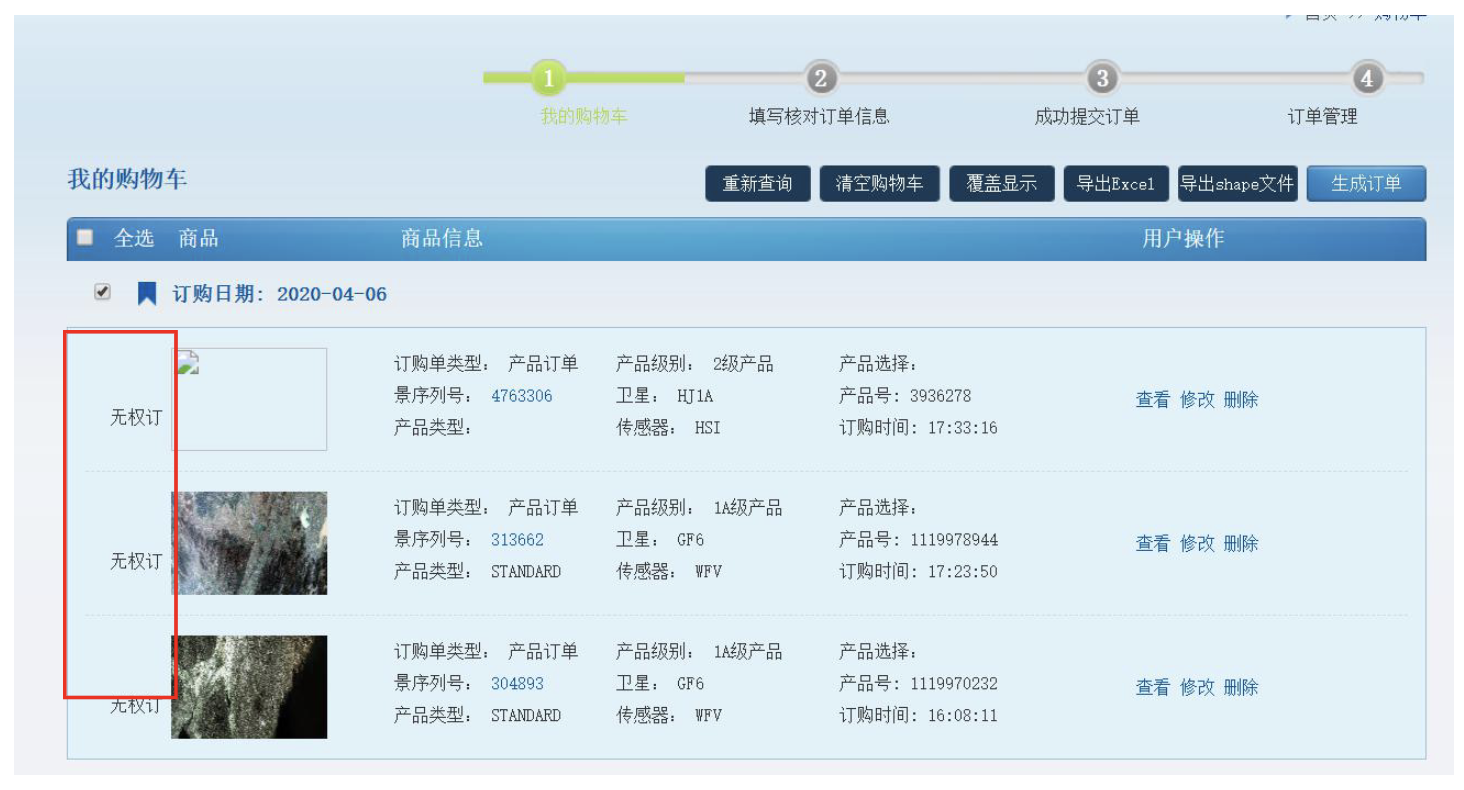 1 2 3 4
我的购物车 填写核对订单信息 成功提交订单 订单管理
我的购物车 重新查询 清空购物车 覆盖显示 导出Excel 导出shape文件 生成订单
全选 商品 商品信息 用户操作
订购日期: 2020-04-06
订购单类型: 产品订单 产品级别: 2级产品 产品选择:
景序列号: 4763306 卫星: HJ1A 产品号: 3936278
查看 修改 删除
无权订
产品类型: 传感器: HSI 订购时间: 17:33:16
订购单类型: 产品订单 产品级别: 1A级产品 产品选择:
景序列号: 313662 卫星: GF6 产品号: 1119978944
查看 修改 删除
无权订
产品类型: STANDARD 传感器: WFV 订购时间: 17:23:50
订购单类型: 产品订单 产品级别: 1A级产品 产品选择:
景序列号: 304893 卫星: GF6 产品号: 1119970232
查看 修改 删除
无权订
产品类型: STANDARD 传感器: WFV 订购时间: 16:08:11